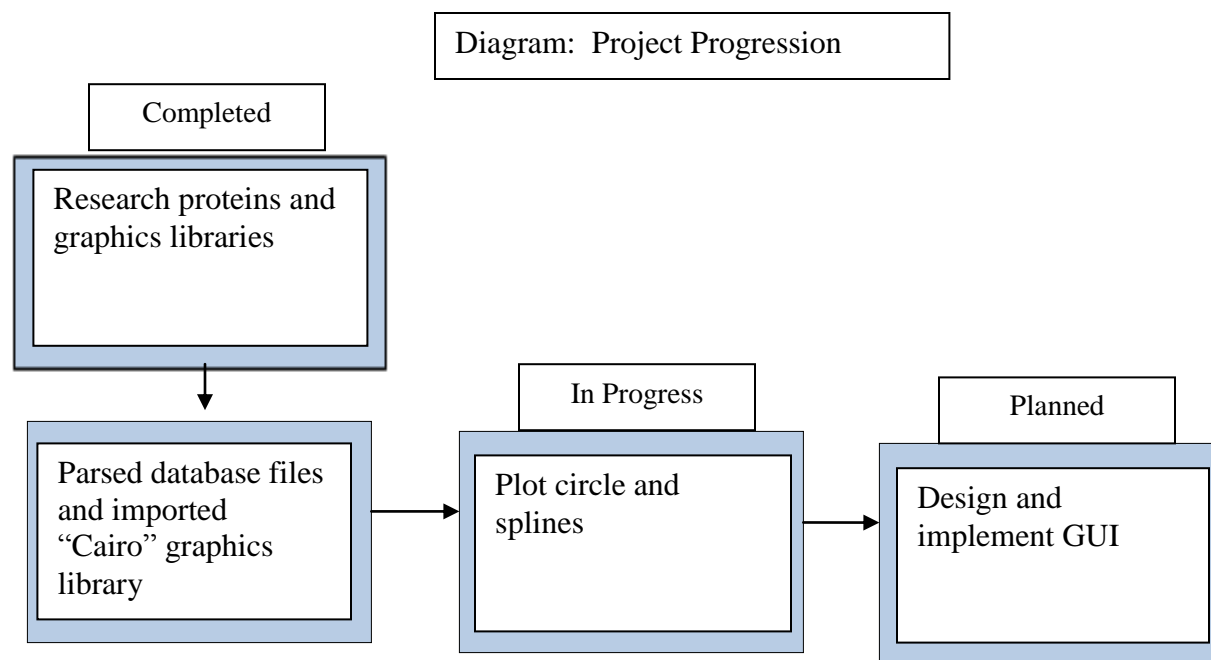 Diagram:  Project Progression
Completed
Research proteins and
graphics libraries
Parsed database files
and imported
“Cairo” graphics
library
In Progress
Plot circle and
splines
Planned
Design and
implement GUI